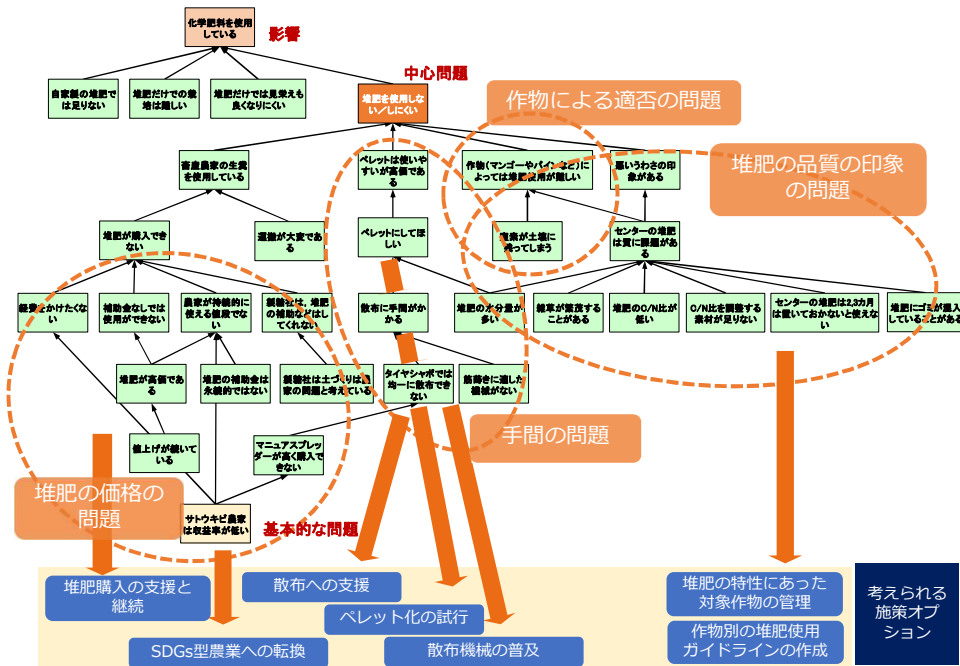 化学肥料を使用
している
影響
自家製の堆肥で
は足りない
堆肥だけでの栽
培は難しい
堆肥だけでは見栄えも
良くなりにくい
中心問題
堆肥を使用しな
い/しにくい
作物による適否の問題
堆肥の品質の印象
の問題
畜産農家の生糞
を使用している
ペレットは使いや
すいが高価である
作物(マンゴーやパインなど)に
よっては堆肥使用が難しい
悪いうわさの印
象がある
堆肥が購入でき
ない
運搬が大変であ
る
ペレットにしてほ
しい
窒素が土壌に
残ってしまう
センターの堆肥
は質に課題があ
る
経費をかけたくな
い
補助金なしでは
使用ができない
農家が持続的に
使える値段でな
い
製糖社は、堆肥
の補助などはし
てくれない
散布に手間がか
かる
堆肥の水分量が
多い
雑草が繁茂する
ことがある
堆肥のC/N比が
低い
C/N比を調整する
素材が足りない
センターの堆肥は2,3カ月
は置いておかないと使えな
い
堆肥にゴミが混入
していることがある
堆肥が高価であ
る
堆肥の補助金は
永続的ではない
製糖社は土づくりは農
家の問題と考えている
タイヤショボでは
均一に散布でき
ない
筋蒔きに適した
機械がない
手間の問題
値上げが続いて
いる
マニュアスプレッ
ダーが高く購入で
きない
堆肥の価格の
問題
サトウキビ農家
は収益率が低い
基本的な問題
堆肥購入の支援と
継続
散布への支援
ペレット化の試行
SDGs型農業への転換
散布機械の普及
堆肥の特性にあった
対象作物の管理
作物別の堆肥使用
ガイドラインの作成
考えられる
施策オプ
ション